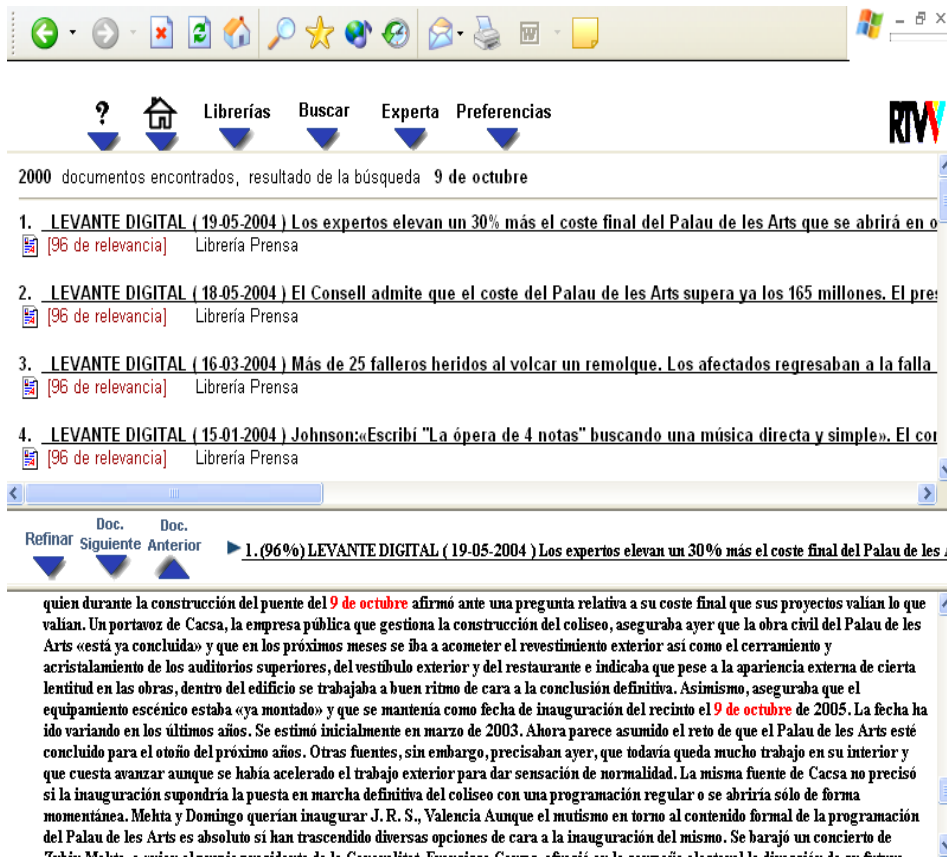 ?
Librerías Buscar Experta Preferencias
RTVV
2000 documentos encontrados, resultado de la búsqueda 9 de octubre
1. LEVANTE DIGITAL ( 19-05-2004 ) Los expertos elevan un 30% más el coste final del Palau de les Arts que se abrirá en o
[96 de relevancia] Librería Prensa
2. LEVANTE DIGITAL ( 18-05-2004 ) El Consell admite que el coste del Palau de les Arts supera ya los 165 millones. El pres
[96 de relevancia] Librería Prensa
3. LEVANTE DIGITAL ( 16-03-2004 ) Más de 25 falleros heridos al volcar un remolque. Los afectados regresaban a la falla
[96 de relevancia] Librería Prensa
4. LEVANTE DIGITAL ( 15-01-2004 ) Johnson:«Escribí "La ópera de 4 notas" buscando una música directa y simple». El con
[96 de relevancia] Librería Prensa
Refinar Doc. Siguiente Doc. Anterior 1. (96%) LEVANTE DIGITAL ( 19-05-2004 ) Los expertos elevan un 30% más el coste final del Palau de les
quien durante la construcción del puente del 9 de octubre afirmó ante una pregunta relativa a su coste final que sus proyectos valían lo que
valían. Un portavoz de Cacsa, la empresa pública que gestiona la construcción del coliseo, aseguraba ayer que la obra civil del Palau de les
Arts «está ya concluida» y que en los próximos meses se iba a acometer el revestimiento exterior así como el cerramiento y
acristalamiento de los auditorios superiores, del vestíbulo exterior y del restaurante e indicaba que pese a la apariencia externa de cierta
lentitud en las obras, dentro del edificio se trabajaba a buen ritmo de cara a la conclusión definitiva. Asimismo, aseguraba que el
equipamiento escénico estaba «ya montado» y que se mantenía como fecha de inauguración del recinto el 9 de octubre de 2005. La fecha ha
ido variando en los últimos años. Se estimó inicialmente en marzo de 2003. Ahora parece asumido el reto de que el Palau de les Arts esté
concluido para el otoño del próximo años. Otras fuentes, sin embargo, precisaban ayer, que todavía queda mucho trabajo en su interior y
que cuesta avanzar aunque se había acelerado el trabajo exterior para dar sensación de normalidad. La misma fuente de Cacsa no precisó
si la inauguración supondría la puesta en marcha definitiva del coliseo con una programación regular o se abriría sólo de forma
momentánea. Mehta y Domingo querían inaugurar J. R. S., Valencia Aunque el mutismo en torno al contenido formal de la programación
del Palau de les Arts es absoluto sí han trascendido diversas opciones de cara a la inauguración del mismo. Se barajó un concierto de